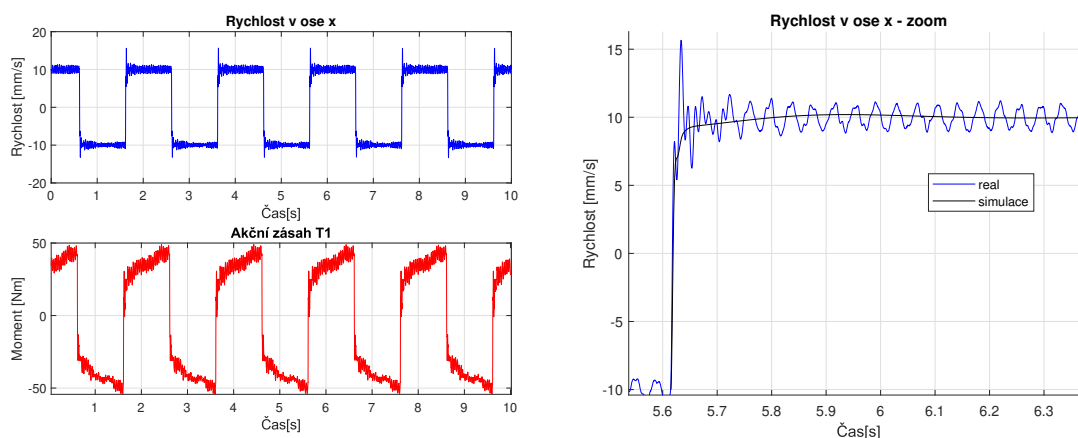 Rychlost v ose x
20
10
0
-10
-20
Rychlost [mm/s]
0 1 2 3 4 5 6 7 8 9 10
Čas[s]
Akční zásah T1
50
0
-50
Moment [Nm]
1 2 3 4 5 6 7 8 9 10
Čas[s]
Rychlost v ose x - zoom
15
10
5
0
-5
-10
Rychlost [mm/s]
real
simulace
5.6 5.7 5.8 5.9 6 6.1 6.2 6.3
Čas[s]